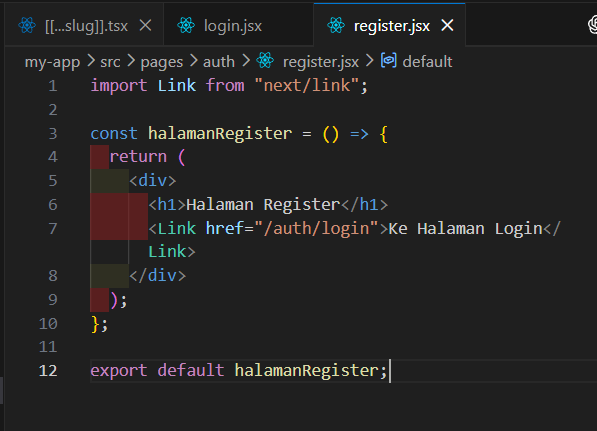 [[...slug]].tsx login.jsx register.jsx
my-app > src > pages > auth > register.jsx > default
1 import Link from "next/link";
2
3 const halamanRegister = () => {
4 return (
5 <div>
6 <h1>Halaman Register</h1>
7 <Link href="/auth/login">Ke Halaman Login</
Link>
8 </div>
9 );
10 };
11
12 export default halamanRegister;